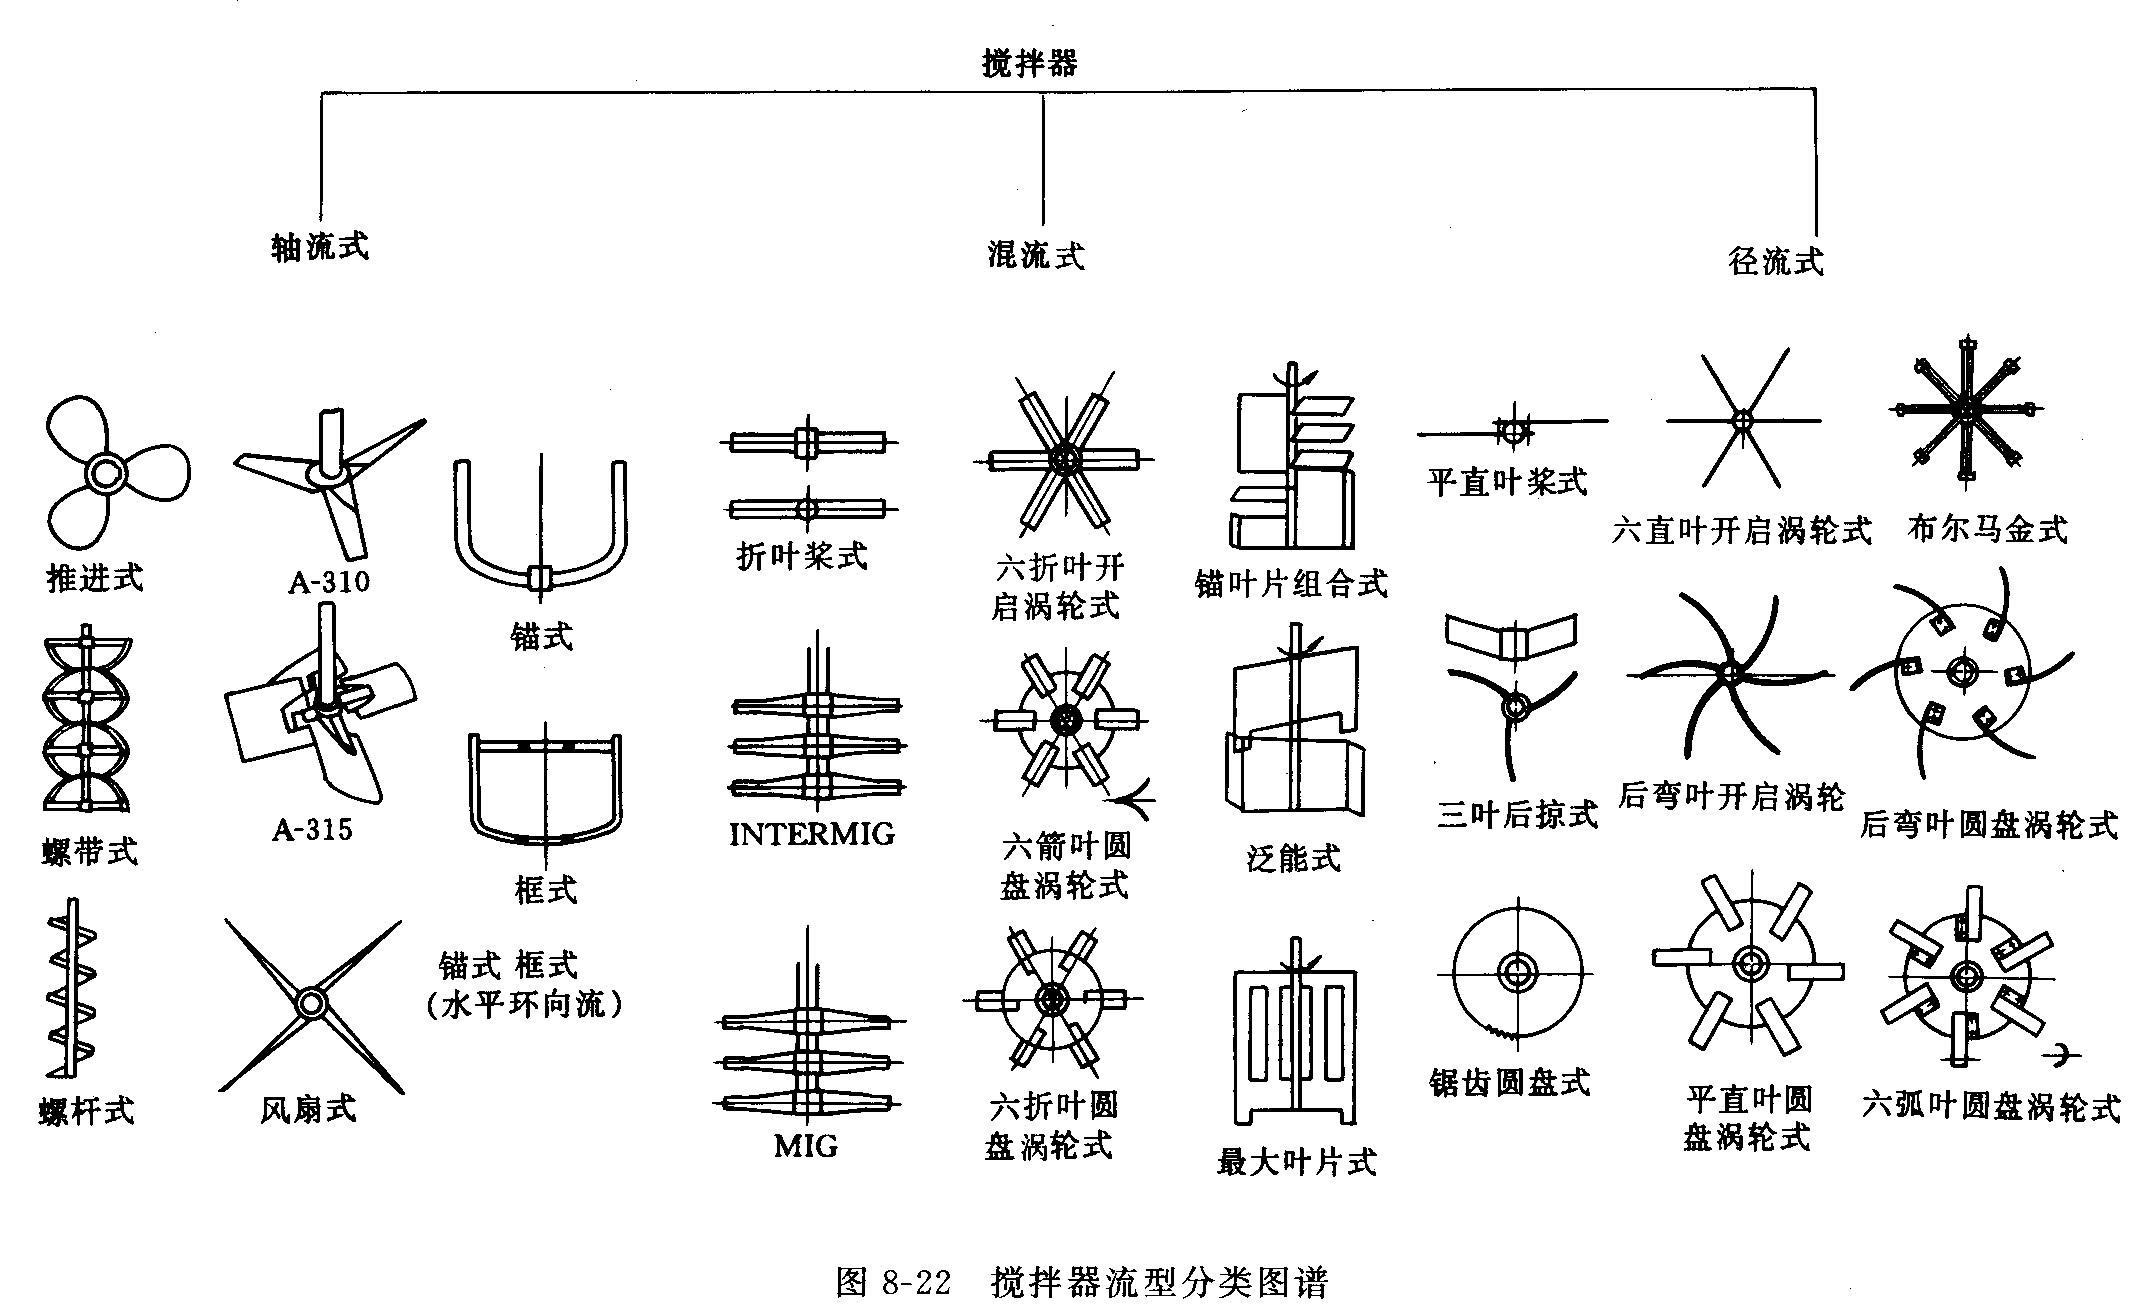 搅拌器
轴流式
混流式
径流式
推进式
A-310
锚式
螺带式
A-315
框式
螺杆式
风扇式
锚式 框式
(水平环向流)
折叶桨式
六折叶开
启涡轮式
锚叶片组合式
INTERMIG
六箭叶圆
盘涡轮式
泛能式
MIG
六折叶圆
盘涡轮式
最大叶片式
平直叶桨式
六直叶开启涡轮式
布尔马金式
三叶后掠式
后弯叶开启涡轮
后弯叶圆盘涡轮式
锯齿圆盘式
平直叶圆
盘涡轮式
六弧叶圆盘涡轮式
图 8-22 搅拌器流型分类图谱